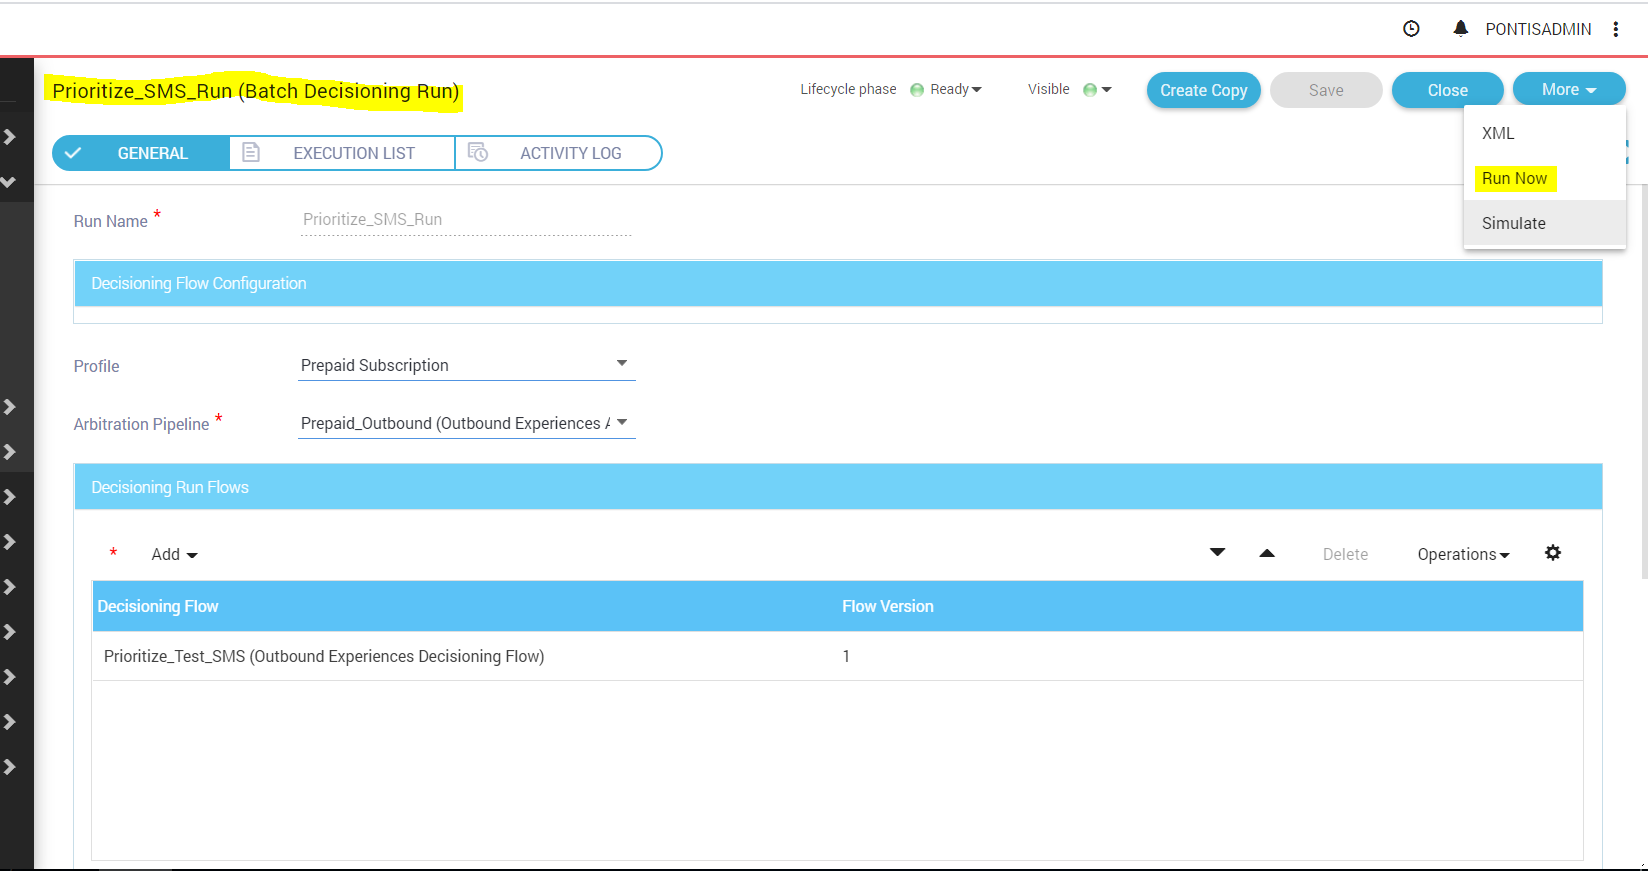 PONTISADMIN
Prioritize_SMS_Run (Batch Decisioning Run)
Lifecycle phase Ready Visible Create Copy Save Close More
XML
Run Now
Simulate
GENERAL EXECUTION LIST ACTIVITY LOG
Run Name * Prioritize_SMS_Run
Decisioning Flow Configuration
Profile Prepaid Subscription
Arbitration Pipeline * Prepaid_Outbound (Outbound Experiences A
Decisioning Run Flows
* Add Delete Operations
Decisioning Flow Flow Version
Prioritize_Test_SMS (Outbound Experiences Decisioning Flow) 1